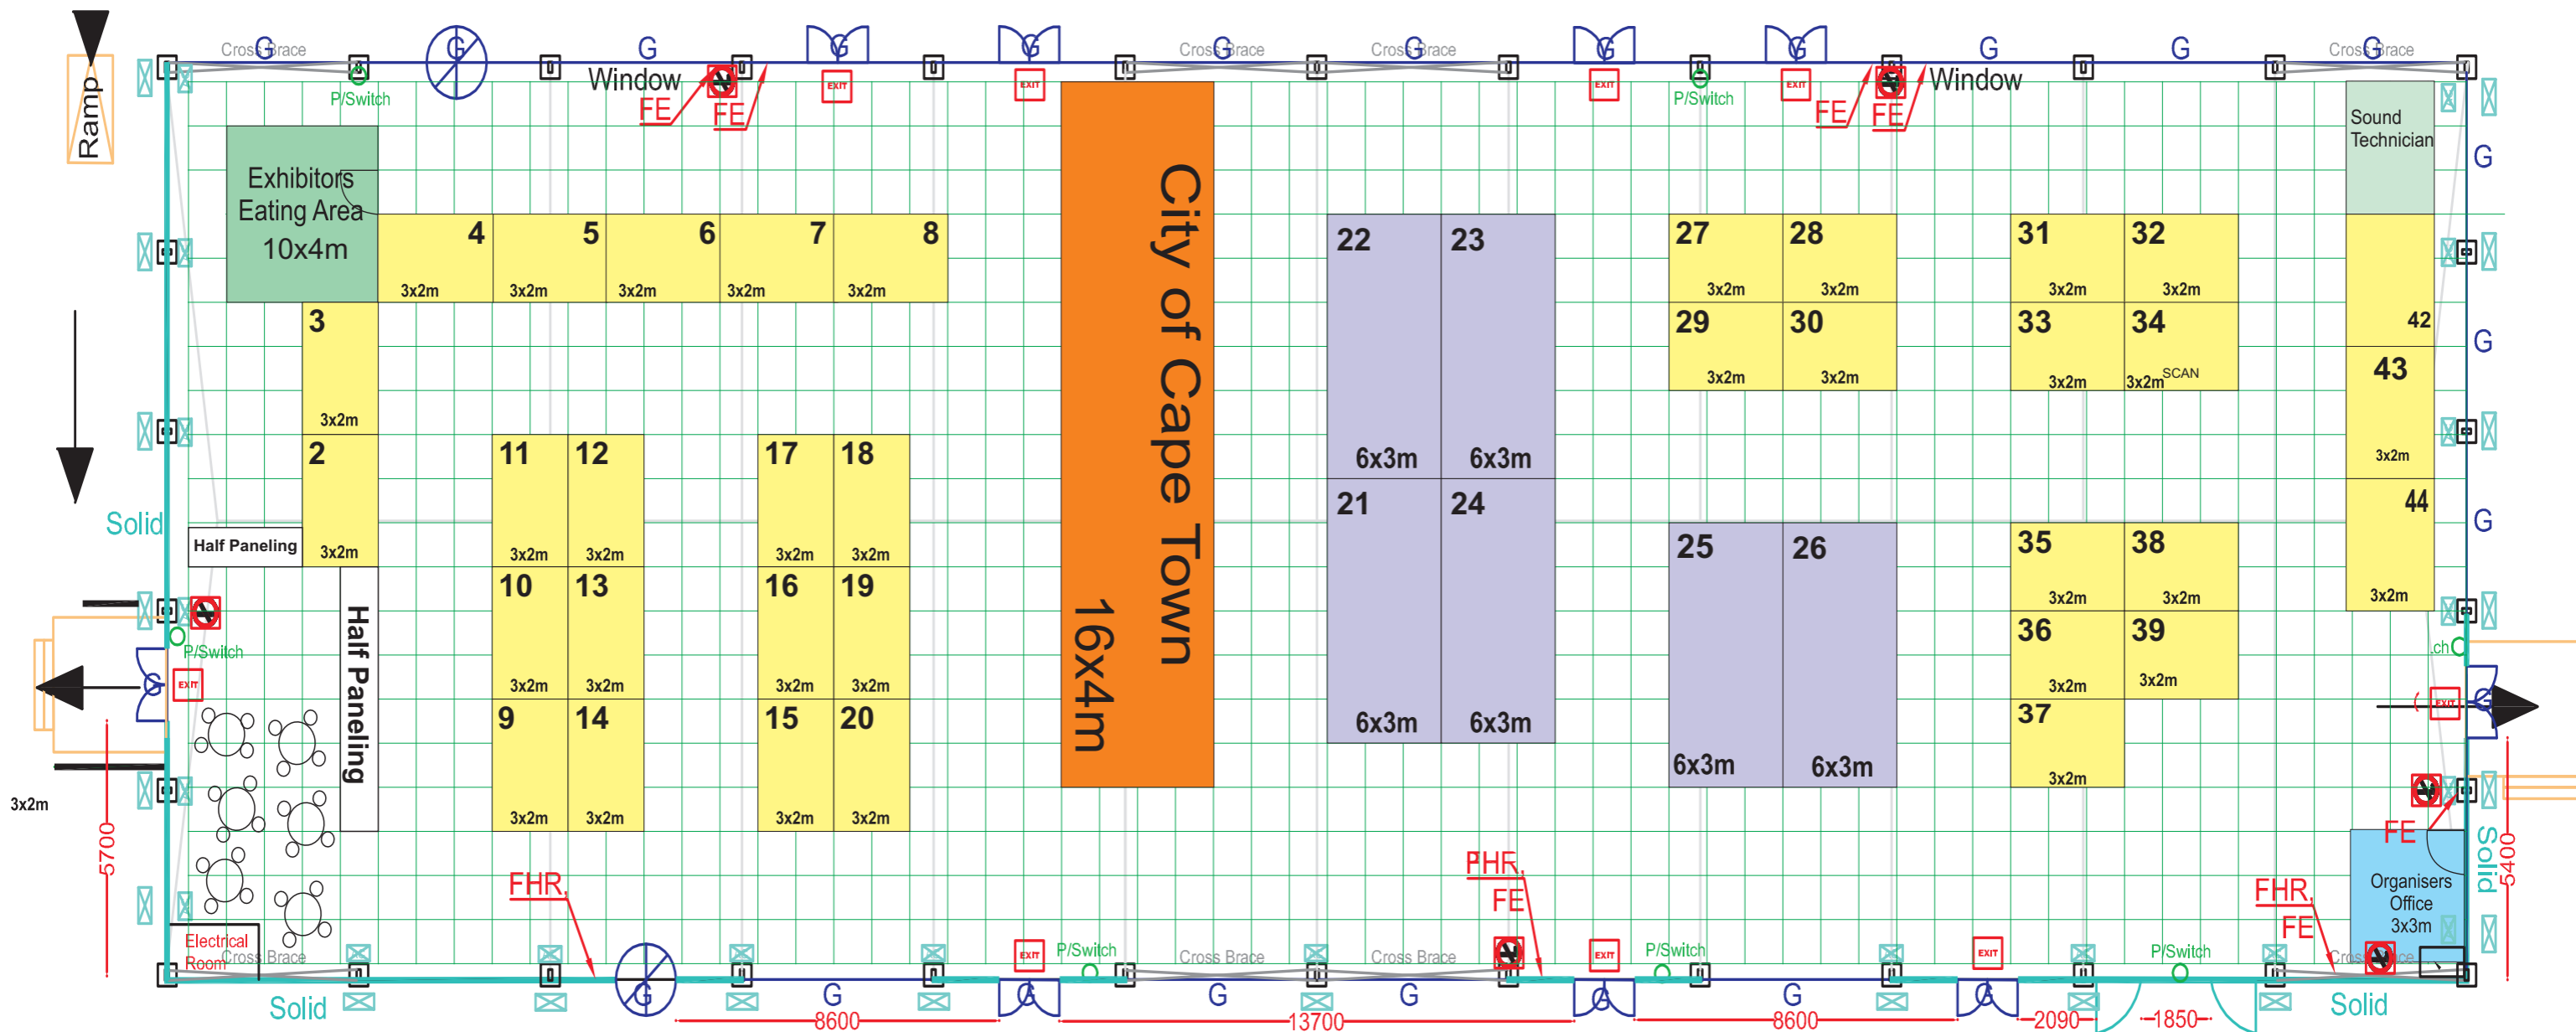 Ramp
Cross Brace
G
G
G
G
G
G
Cross Brace
G
Cross Brace
G
G
G
G
Cross Brace
G
P/Switch
Window
FE
FE
EXIT
EXIT
EXIT
P/Switch
EXIT
FE
FE
Window
Sound
Technician
G
Exhibitors
Eating Area
10x4m
4
3x2m
5
3x2m
6
3x2m
7
3x2m
8
3x2m
City of Cape Town
16x4m
22
6x3m
23
6x3m
27
3x2m
28
3x2m
29
3x2m
30
3x2m
31
3x2m
32
3x2m
33
3x2m
34
3x2m SCAN
42
G
43
3x2m
44
3x2m
G
3
3x2m
2
3x2m
Solid
Half Paneling
Half Paneling
11
3x2m
12
3x2m
10
3x2m
13
3x2m
9
3x2m
14
3x2m
17
3x2m
18
3x2m
16
3x2m
19
3x2m
15
3x2m
20
3x2m
21
6x3m
24
6x3m
25
6x3m
26
6x3m
35
3x2m
38
3x2m
36
3x2m
39
3x2m
37
3x2m
P/Switch
G
EXIT
.ch
EXIT
G
3x2m
5700
FE
Solid
5400
Organisers
Office
3x3m
Electrical
Room
Cross Brace
FHR,
FHR,
FE
FHR,
FE
EXIT
P/Switch
Cross Brace
Cross Brace
EXIT
P/Switch
EXIT
P/Switch
Cross Brace
Solid
G
G
G
G
G
G
G
G
Solid
8600
13700
8600
2090
1850